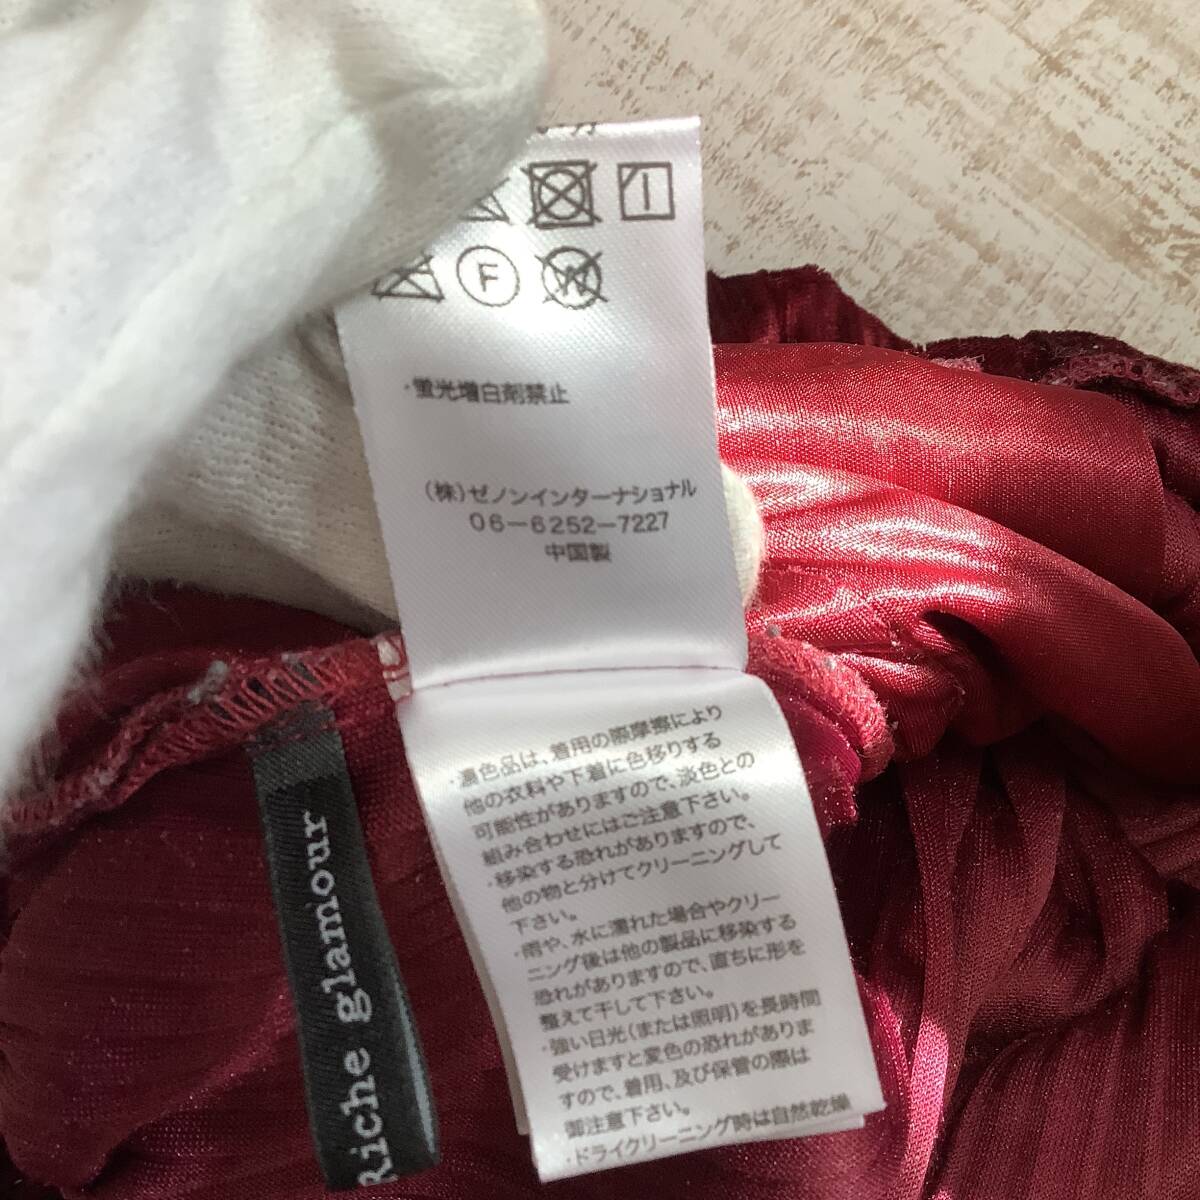 F
W
・蛍光増白剤禁止
（株）ゼノンインターナショナル
06-6252-7227
中国製
・濃色品は、着用の際摩擦により
他の衣料や下着に色移りする
可能性がありますので、淡色との
組み合わせにはご注意下さい。
・移染する恐れがありますので、
他の物と分けてクリーニングして
下さい。
・雨や、水に濡れた場合やクリー
ニング後は他の製品に移染する
恐れがありますので、直ちに形を
整えて干して下さい。
・強い日光（または照明）を長時間
受けますと変色の恐れがありま
すので、着用、及び保管の際は
御注意下さい。
・ドライクリーニング時は自然乾燥
Riche glamour